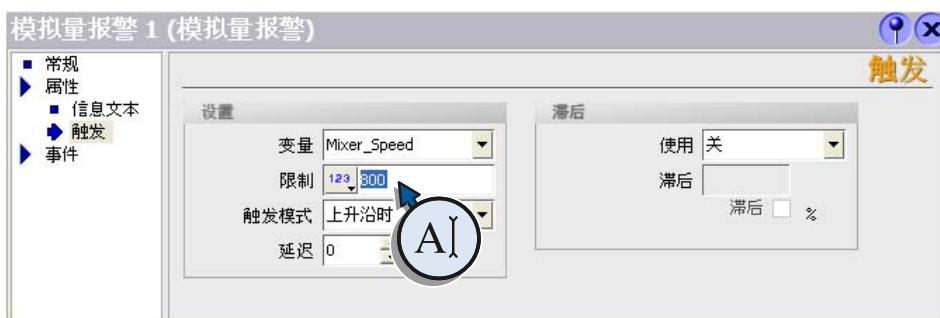 模拟量报警 1 (模拟量报警)
常规
属性
信息文本
触发
事件
触发
设置
变量 Mixer_Speed
限制 123 800
触发模式 上升沿时
延迟 0
AI
滞后
使用 关
滞后
滞后 %